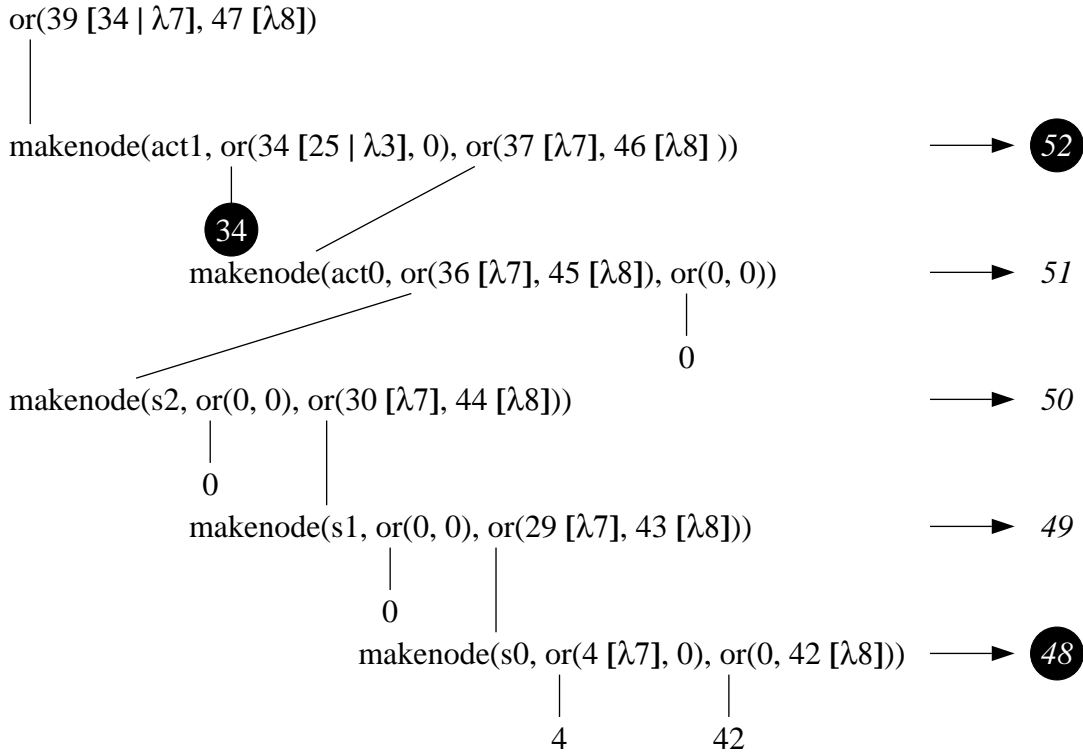 or(39 [34 | λ7], 47 [λ8])
makenode(act1, or(34 [25 | λ3], 0), or(37 [λ7], 46 [λ8] )) 52
34
makenode(act0, or(36 [λ7], 45 [λ8]), or(0, 0)) 51
0
makenode(s2, or(0, 0), or(30 [λ7], 44 [λ8])) 50
0
makenode(s1, or(0, 0), or(29 [λ7], 43 [λ8])) 49
0
makenode(s0, or(4 [λ7], 0), or(0, 42 [λ8])) 48
4 42